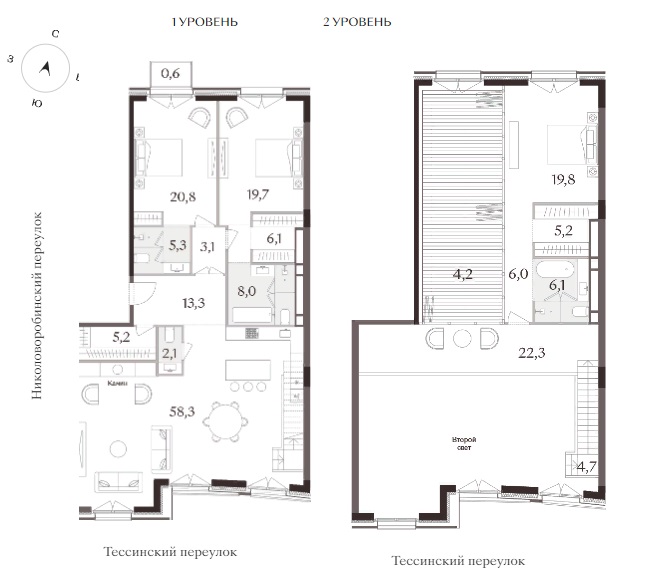 1 УРОВЕНЬ
2 УРОВЕНЬ
С
З
Ю
0,6
20,8
19,7
19,8
5,3
3,1
6,1
5,2
4,2
6,0
6,1
8,0
13,3
5,2
2,1
Камин
58,3
22,3
Второй
свет
4,7
Николоворобинский переулок
Тессинский переулок
Тессинский переулок